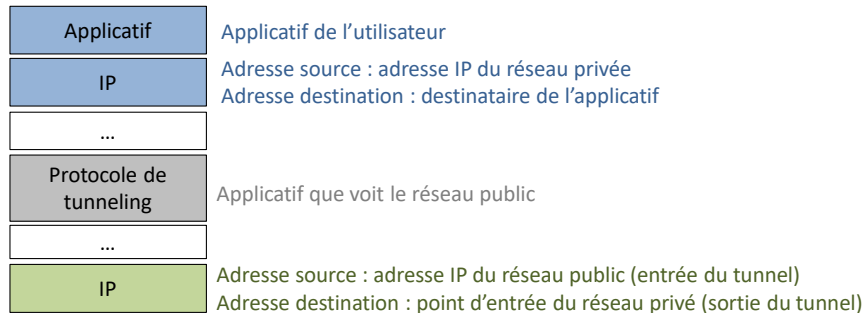 Applicatif Applicatif de l’utilisateur
IP Adresse source : adresse IP du réseau privée
Adresse destination : destinataire de l’applicatif
...
Protocole de
tunneling Applicatif que voit le réseau public
...
IP Adresse source : adresse IP du réseau public (entrée du tunnel)
Adresse destination : point d’entrée du réseau privé (sortie du tunnel)